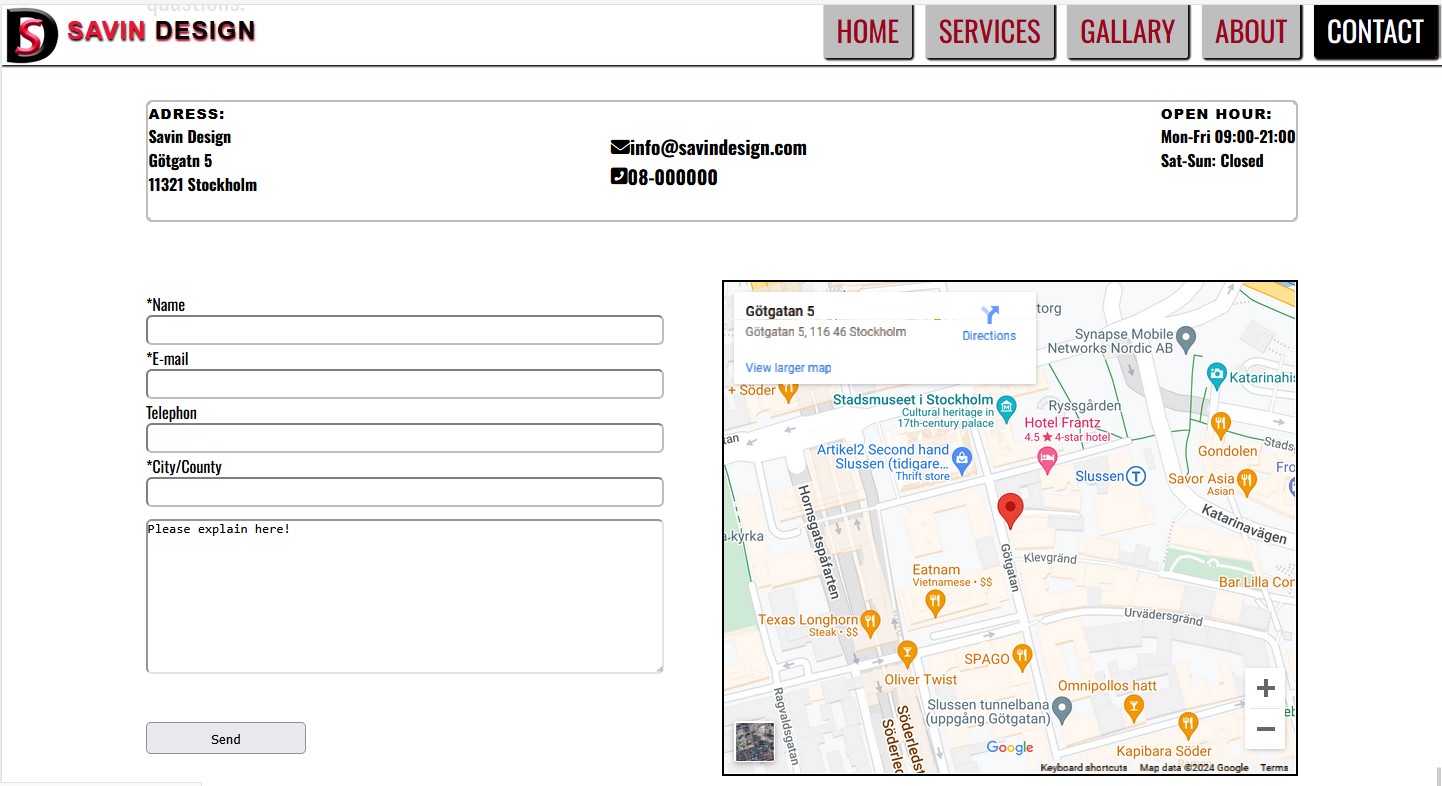 questions.
SAVIN DESIGN
HOME
SERVICES
GALLARY
ABOUT
CONTACT
ADRESS:
Savin Design
Götgatn 5
11321 Stockholm
info@savindesign.com
08-000000
OPEN HOUR:
Mon-Fri 09:00-21:00
Sat-Sun: Closed
*Name
*E-mail
Telephon
*City/County
Please explain here!
Send
Götgatan 5
Götgatan 5, 116 46 Stockholm
Directions
View larger map
torg
Synapse Mobile
Networks Nordic AB
Katarinahis
+ Söder
Stadsmuseet i Stockholm
Cultural heritage in
17th-century palace
Ryssgården
Hotel Frantz
4.5 ★ 4-star hotel
tan
Artikel2 Second hand
Slussen (tidigare...
Thrift store
Slussen
T
Gondolen
Stads
Fro
Savor Asia
Asian
Katarinavägen
Hornsgatspåfarten
a-kyrka
Götgatan
Klevgränd
Eatnam
Vietnamese • $$
Bar Lilla Cor
Urvädersgränd
Texas Longhorn
Steak • $$
SPAGO
Oliver Twist
Omnipollos hatt
Slussen tunnelbana
(uppgång Götgatan)
Ragvaldsgatan
Söderledst
Söderled
Kapibara Söder
Google
Keyboard shortcuts
Map data ©2024 Google
Terms